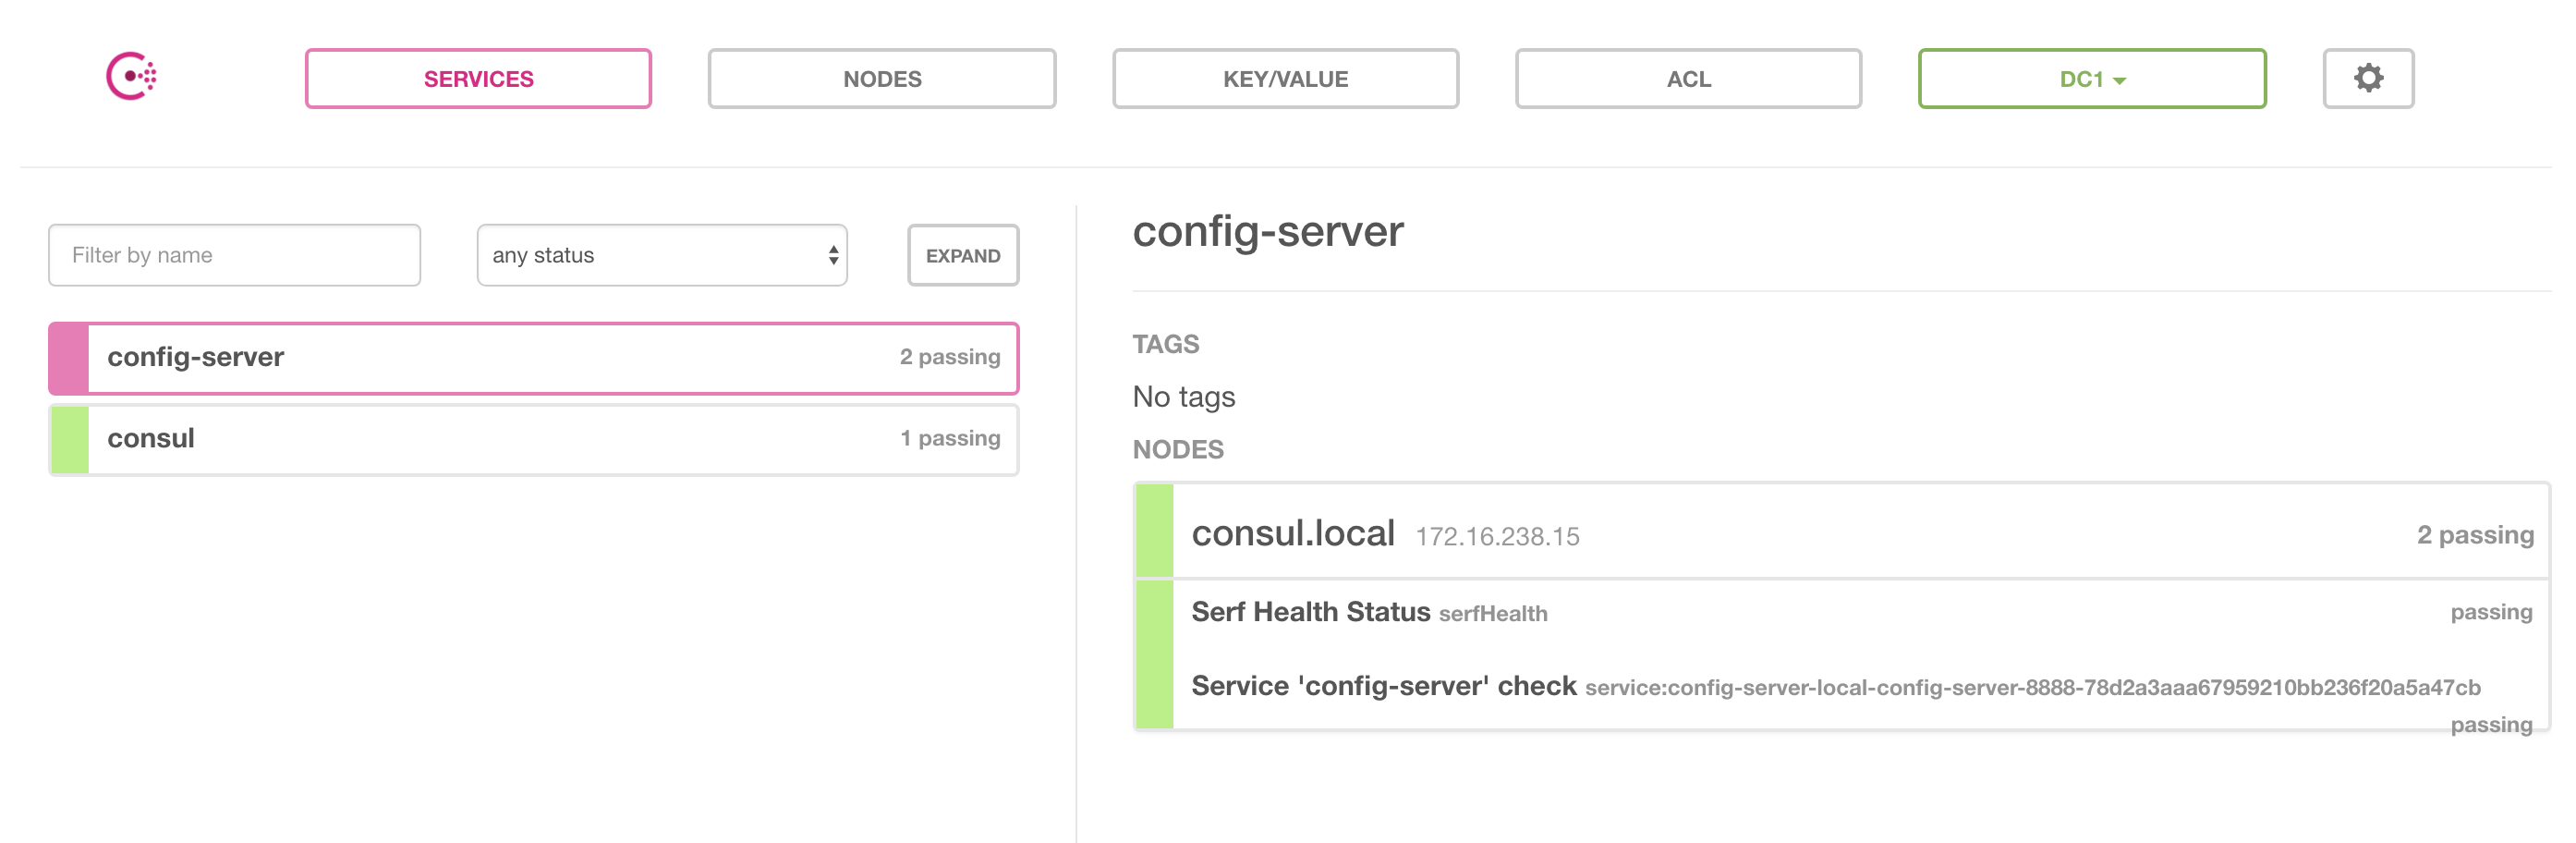 SERVICES
NODES
KEY/VALUE
ACL
DC1
Filter by name
any status
EXPAND
config-server 2 passing
consul 1 passing
config-server
TAGS
No tags
NODES
consul.local 172.16.238.15 2 passing
Serf Health Status serfHealth passing
Service 'config-server' check service:config-server-local-config-server-8888-78d2a3aaa67959210bb236f20a5a47cb
passing